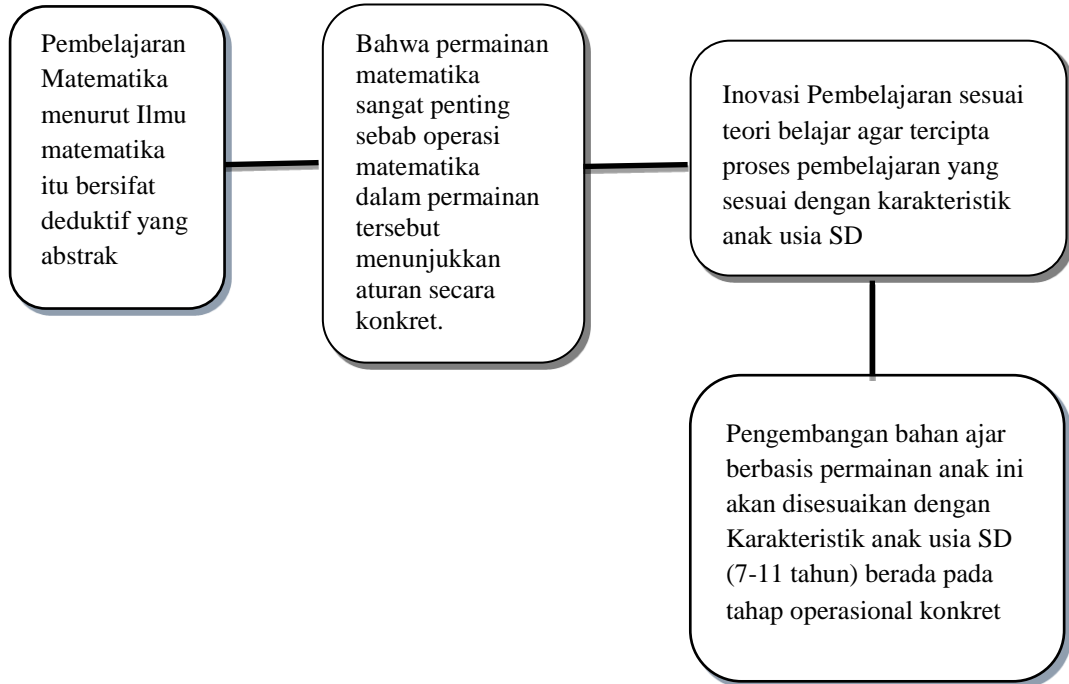 Pembelajaran
Matematika
menurut Ilmu
matematika
itu bersifat
deduktif yang
abstrak
Bahwa permainan
matematika
sangat penting
sebab operasi
matematika
dalam permainan
tersebut
menunjukkan
aturan secara
konkret.
Inovasi Pembelajaran sesuai
teori belajar agar tercipta
proses pembelajaran yang
sesuai dengan karakteristik
anak usia SD
Pengembangan bahan ajar
berbasis permainan anak ini
akan disesuaikan dengan
Karakteristik anak usia SD
(7-11 tahun) berada pada
tahap operasional konkret